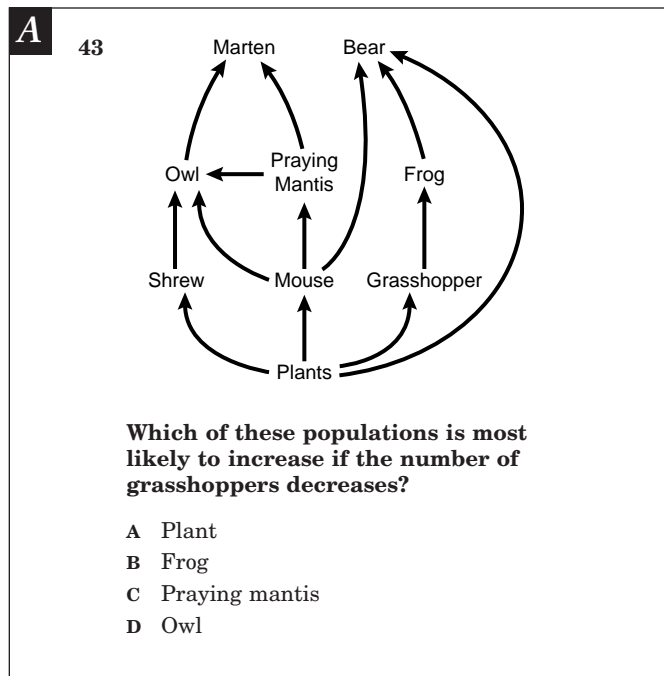 A
43
Marten Bear
Owl Praying Frog
Mantis
Shrew Mouse Grasshopper
Plants
Which of these populations is most
likely to increase if the number of
grasshoppers decreases?
A Plant
B Frog
C Praying mantis
D Owl